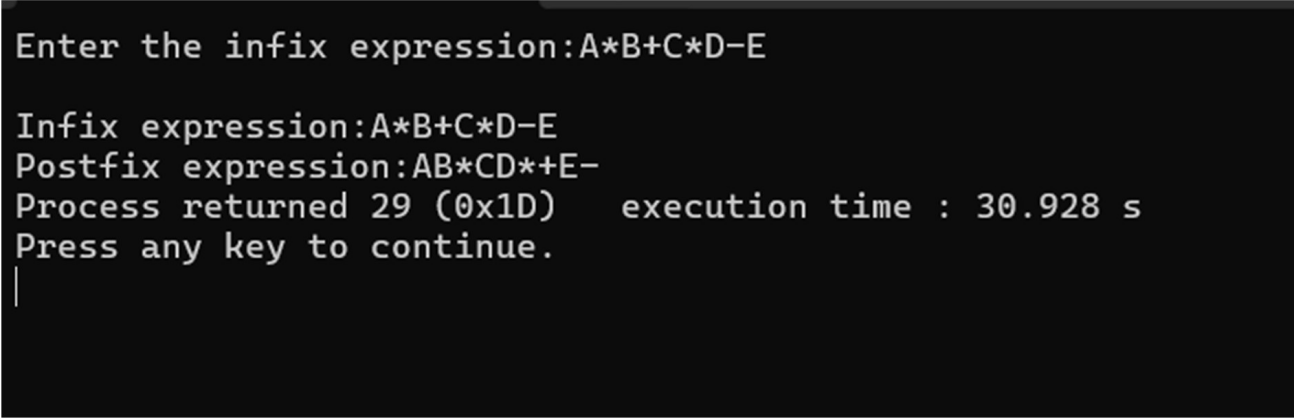 Enter the infix expression:A*B+C*D-E
Infix expression:A*B+C*D-E
Postfix expression:AB*CD*+E-
Process returned 29 (0x1D)   execution time : 30.928 s
Press any key to continue.